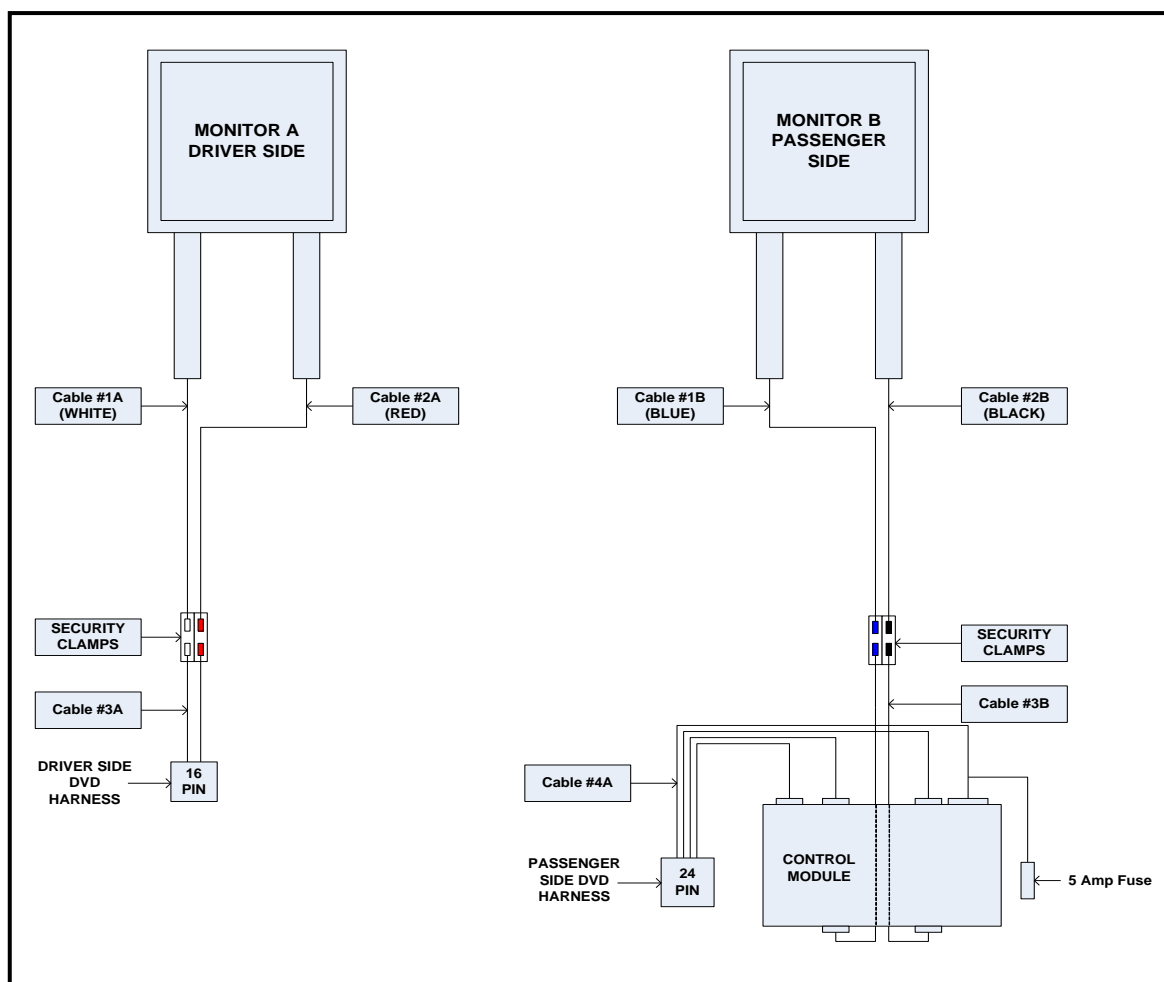 MONITOR A
DRIVER SIDE
MONITOR B
PASSENGER
SIDE
Cable #1A
(WHITE)
Cable #2A
(RED)
Cable #1B
(BLUE)
Cable #2B
(BLACK)
SECURITY
CLAMPS
SECURITY
CLAMPS
Cable #3A
Cable #3B
DRIVER SIDE
DVD
HARNESS
16
PIN
Cable #4A
PASSENGER
SIDE DVD
HARNESS
24
PIN
CONTROL
MODULE
5 Amp Fuse